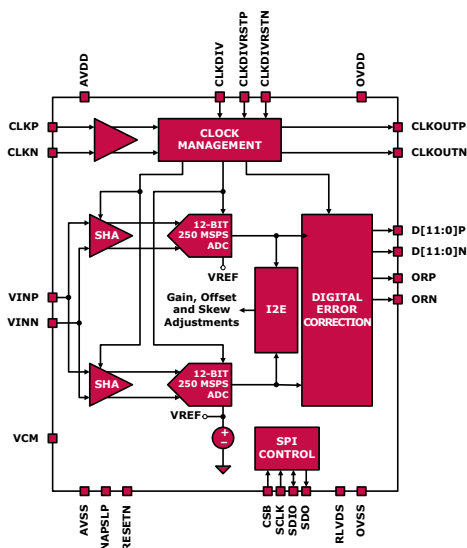 AVDD
CLKDIV
CLKDIVRSTP
CLKDIVRSTN
OVDD
CLKP
CLKN
CLOCK
MANAGEMENT
CLKOUTP
CLKOUTN
SHA
12-BIT
250 MSPS
ADC
VREF
D[11:0]P
D[11:0]N
ORP
ORN
VINP
VINN
Gain, Offset
and Skew
Adjustments
I2E
DIGITAL
ERROR
CORRECTION
SHA
12-BIT
250 MSPS
ADC
VREF
+
−
VCM
SPI
CONTROL
AVSS
NAPSLP
RESETN
CSB
SCLK
SDIO
SDO
RLVDS
OVSS